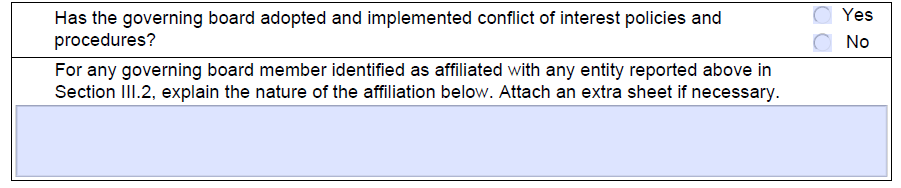 Has the governing board adopted and implemented conflict of interest policies and procedures?
Yes
No
For any governing board member identified as affiliated with any entity reported above in
Section III.2, explain the nature of the affiliation below. Attach an extra sheet if necessary.